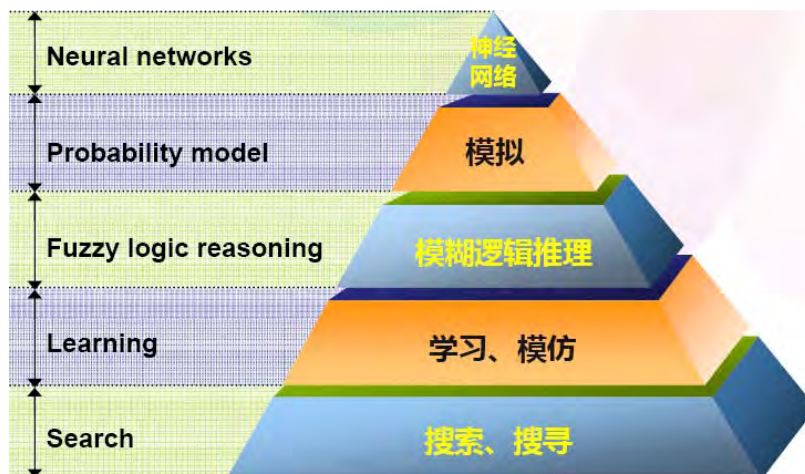 Neural networks
神经
网络
Probability model
模拟
Fuzzy logic reasoning
模糊逻辑推理
Learning
学习、模仿
Search
搜索、搜寻